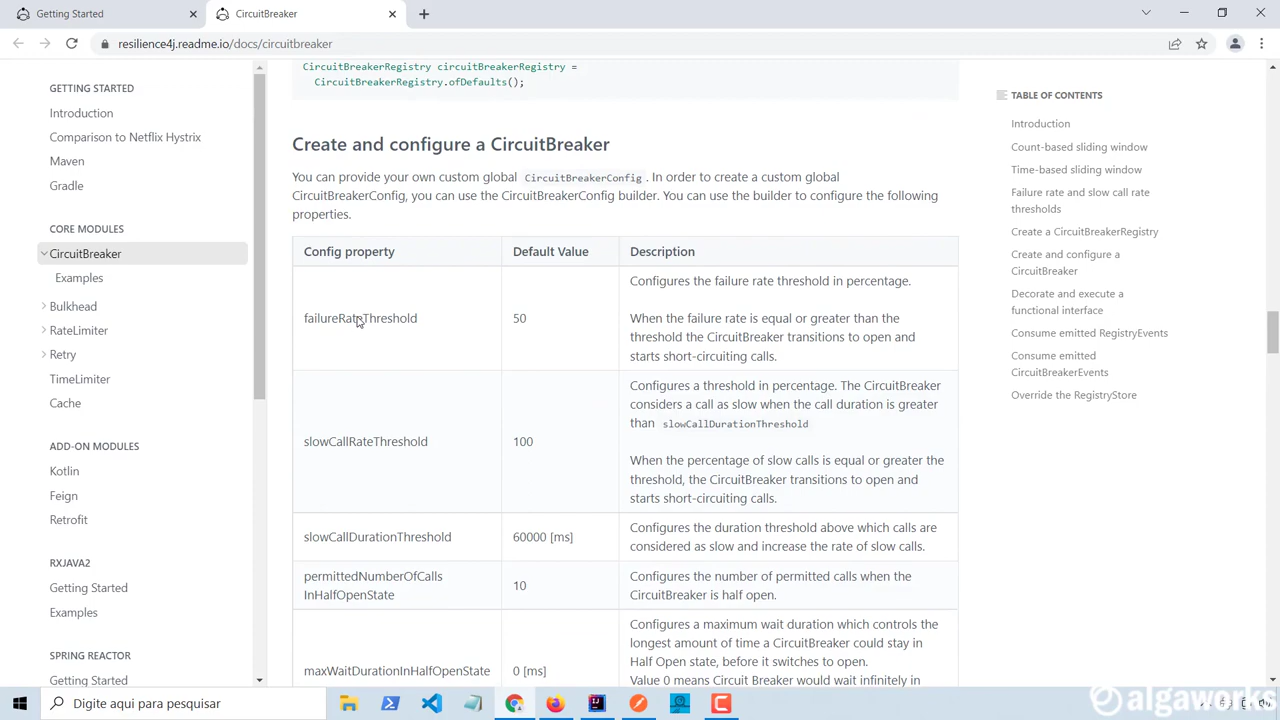 Getting Started
CircuitBreaker
resilience4j.readme.io/docs/circuitbreaker
GETTING STARTED
Introduction
Comparison to Netflix Hystrix
Maven
Gradle
CORE MODULES
CircuitBreaker
Examples
Bulkhead
RateLimiter
Retry
TimeLimiter
Cache
ADD-ON MODULES
Kotlin
Feign
Retrofit
RXJAVA2
Getting Started
Examples
SPRING REACTOR
Getting Started
CircuitBreakerRegistry circuitBreakerRegistry =
CircuitBreakerRegistry.ofDefaults();
Create and configure a CircuitBreaker
You can provide your own custom global CircuitBreakerConfig. In order to create a custom global
CircuitBreakerConfig, you can use the CircuitBreakerConfig builder. You can use the builder to configure the following
properties.
Config property
Default Value
Description
failureRateThreshold
50
Configures the failure rate threshold in percentage.
When the failure rate is equal or greater than the
threshold the CircuitBreaker transitions to open and
starts short-circuiting calls.
slowCallRateThreshold
100
Configures a threshold in percentage. The CircuitBreaker
considers a call as slow when the call duration is greater
than slowCallDurationThreshold
When the percentage of slow calls is equal or greater the
threshold, the CircuitBreaker transitions to open and
starts short-circuiting calls.
slowCallDurationThreshold
60000 [ms]
Configures the duration threshold above which calls are
considered as slow and increase the rate of slow calls.
permittedNumberOfCalls
InHalfOpenState
10
Configures the number of permitted calls when the
CircuitBreaker is half open.
maxWaitDurationInHalfOpenState
0 [ms]
Configures a maximum wait duration which controls the
longest amount of time a CircuitBreaker could stay in
Half Open state, before it switches to open.
Value 0 means Circuit Breaker would wait infinitely in
TABLE OF CONTENTS
Introduction
Count-based sliding window
Time-based sliding window
Failure rate and slow call rate
thresholds
Create a CircuitBreakerRegistry
Create and configure a
CircuitBreaker
Decorate and execute a
functional interface
Consume emitted RegistryEvents
Consume emitted
CircuitBreakerEvents
Override the RegistryStore
Digite aqui para pesquisar
algaworks